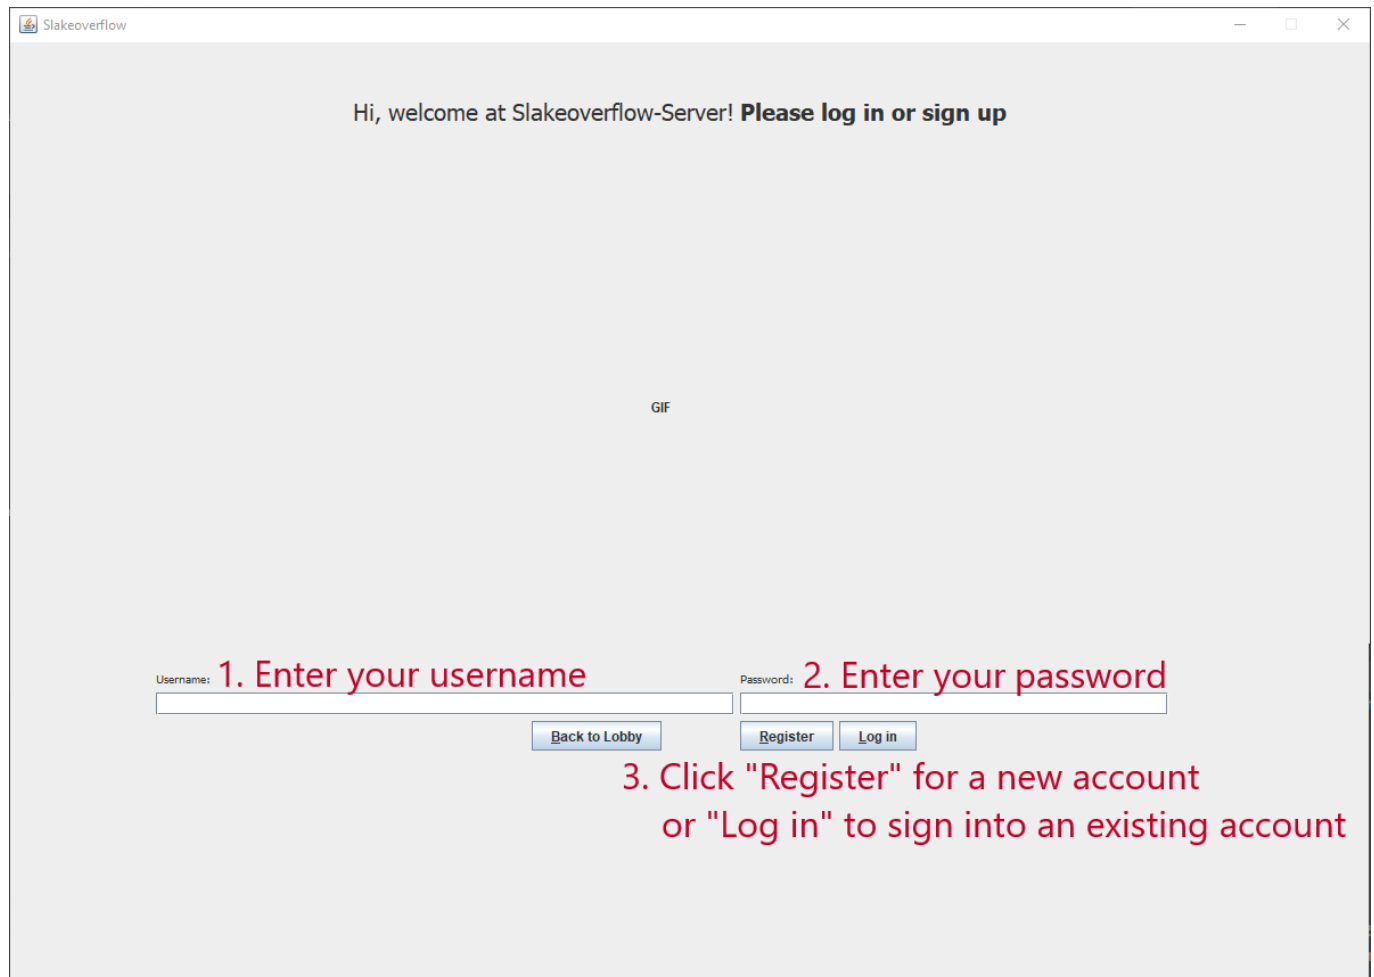 Slakeoverflow
Hi, welcome at Slakeoverflow-Server! Please log in or sign up
GIF
Username: 1. Enter your username
Password: 2. Enter your password
Back to Lobby
Register
Log in
3. Click "Register" for a new account
or "Log in" to sign into an existing account